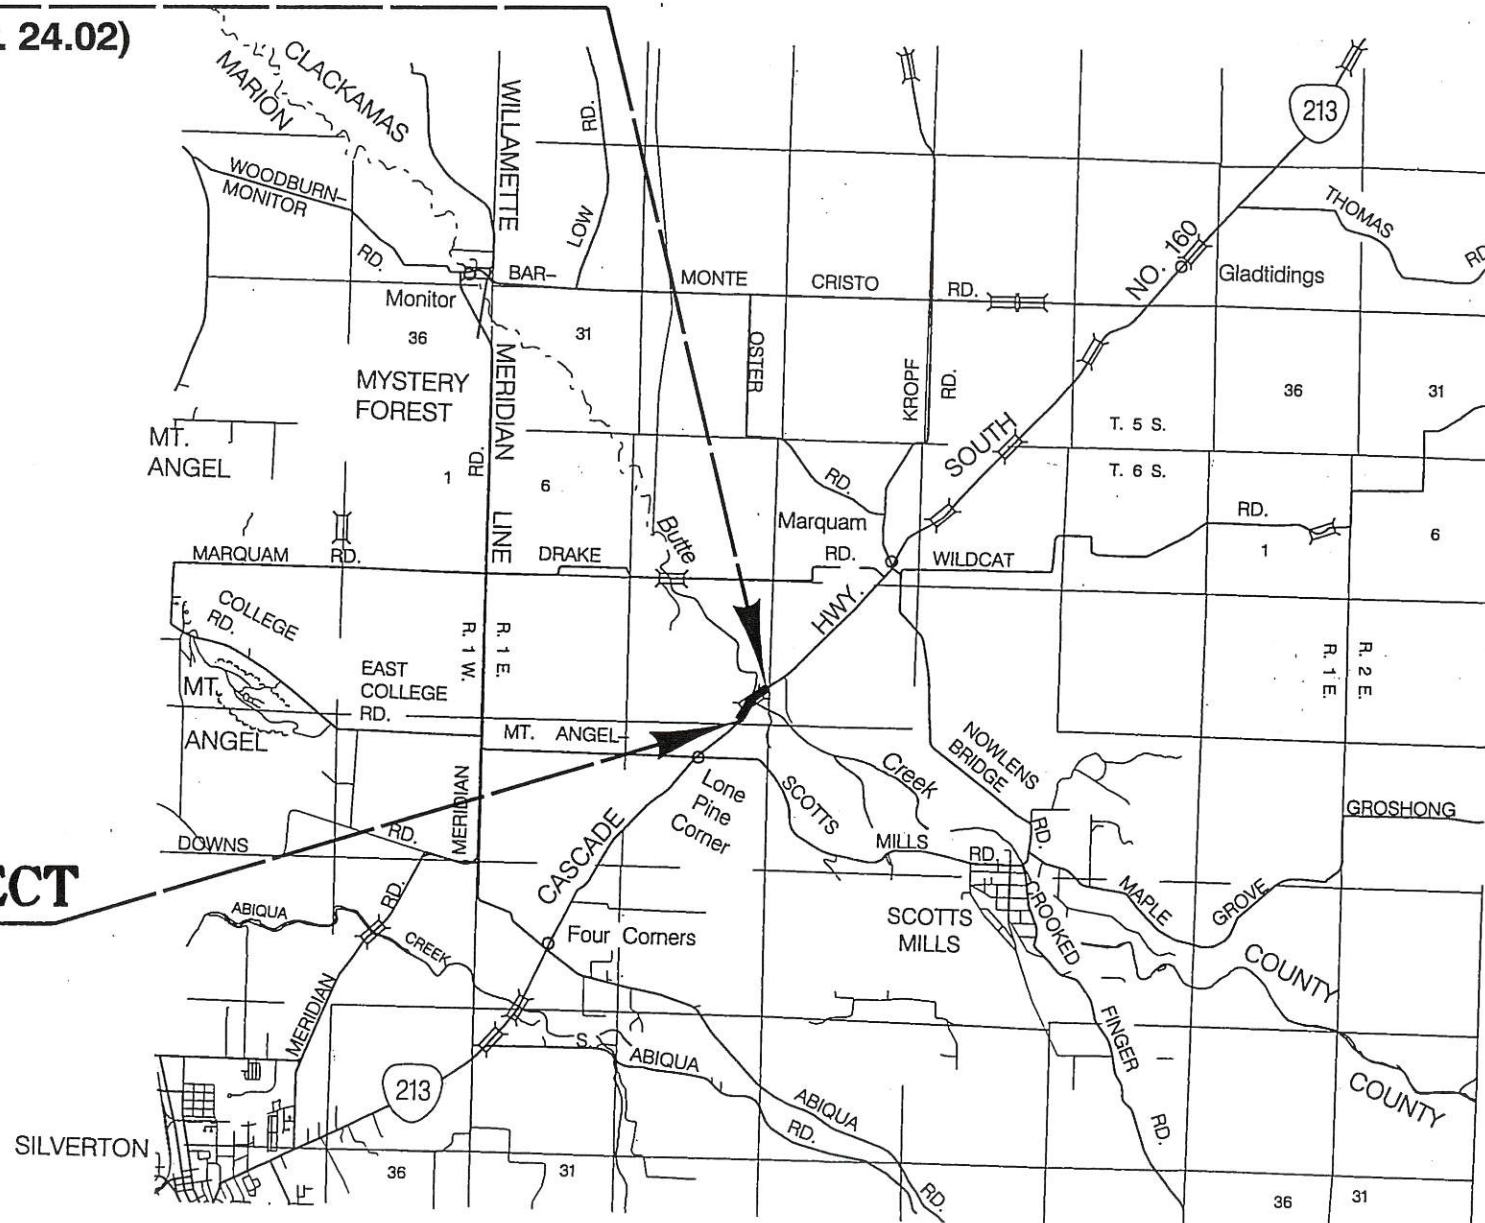 . 24.02)
CLACKAMAS
MARION
WILLAMETTE
LOW RD.
213
WOODBURN-
MONITOR
RD.
THOMAS
RD
NO. 160
BAR-
MONTE
CRISTO
RD.
Gladtidings
Monitor
36
31
OSTER
KROPF
RD.
MYSTERY
FOREST
MERIDIAN
36
31
T. 5 S.
SOUTH
T. 6 S.
MT.
ANGEL
1
RD.
6
RD.
Marquam
LINE
Butte
RD.
1
6
MARQUAM
RD.
DRAKE
RD.
WILDCAT
HWY.
COLLEGE
RD.
R. 1 W.
R. 1 E.
R. 1 E.
R. 2 E.
EAST
COLLEGE
RD.
MT.
ANGEL
MT. ANGEL-
NOWLENS
BRIDGE
RD.
Creek
Lone
Pine
Corner
SCOTTS
MILLS
RD.
MERIDIAN
DOWNS
RD.
CASCADE
GROSHONG
ECT
ABIQUA
CREEK
RD.
MERIDIAN
Four Corners
SCOTTS
MILLS
CROOKED
FINGER
RD.
MAPLE
GROVE
COUNTY
COUNTY
S.
ABIQUA
ABIQUA
RD.
RD.
213
SILVERTON
36
31
36
31